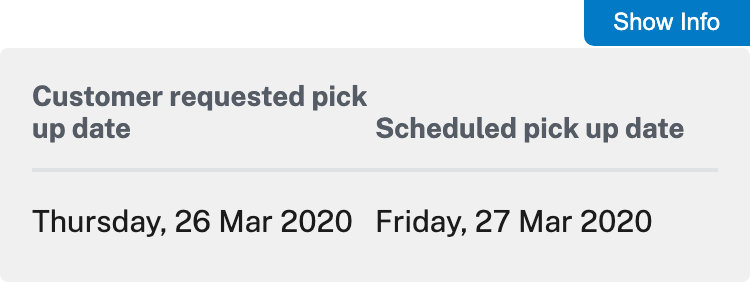 Show Info
Customer requested pick
up date
Scheduled pick up date
Thursday, 26 Mar 2020
Friday, 27 Mar 2020